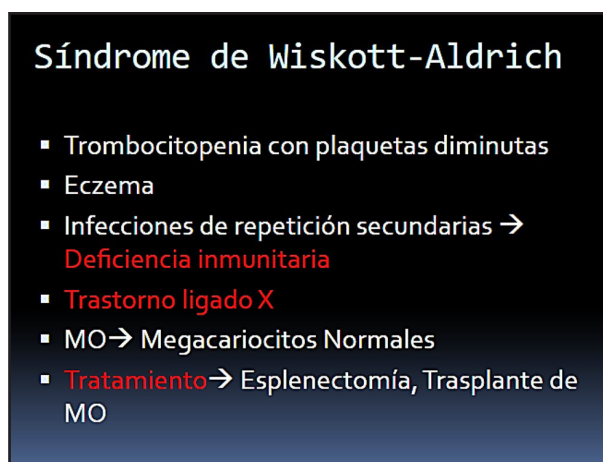 Síndrome de Wiskott-Aldrich
▪ Trombocitopenia con plaquetas diminutas
▪ Eczema
▪ Infecciones de repetición secundarias →
Deficiencia inmunitaria
▪ Trastorno ligado X
▪ MO→ Megacariocitos Normales
▪ Tratamiento→ Esplenectomía, Trasplante de
MO